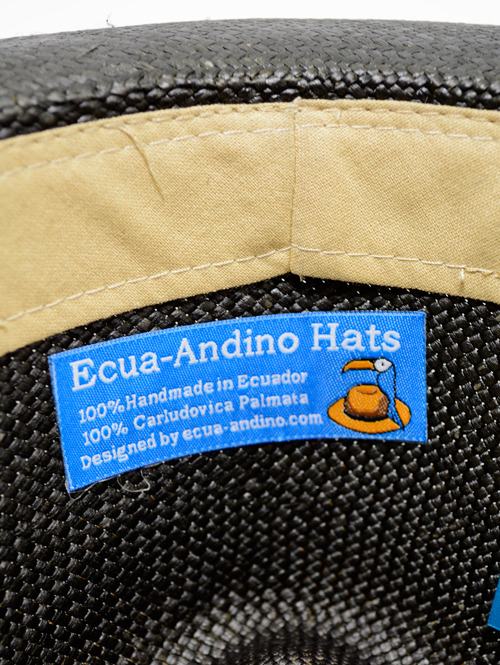 Ecua-Andino Hats
100%Handmade in Ecuador
100% Carludovica Palmata
Designed by ecua-andino.com